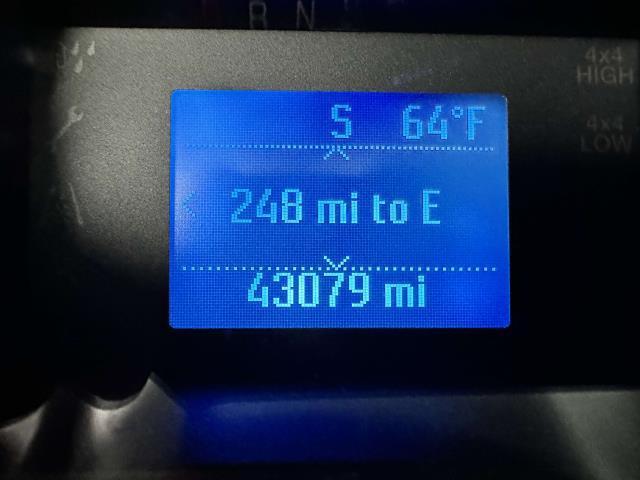 R N
4x4
HIGH
4x4
LOW
S 64°F
248 mi to E
43079 mi